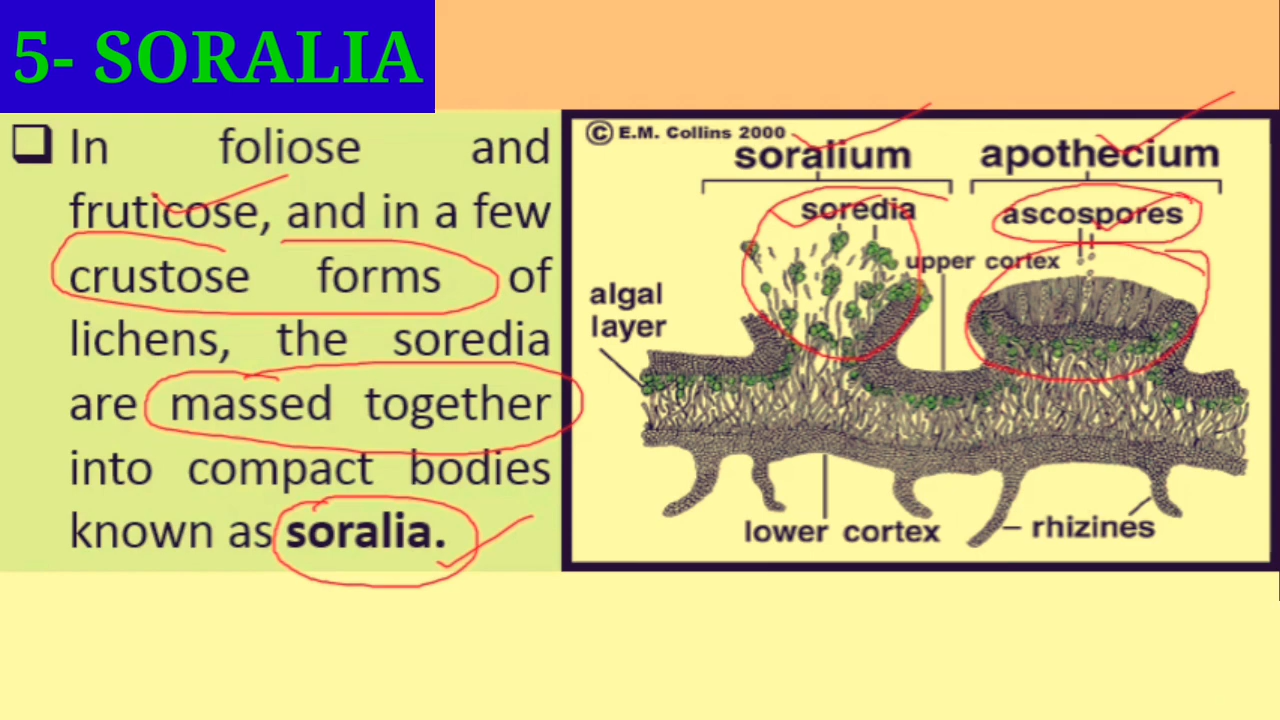 5- SORALIA
❑ In foliose and
fruticose, and in a few
crustose forms of
lichens, the soredia
are massed together
into compact bodies
known as soralia.
© E.M. Collins 2000
soralium
apothecium
soredia
ascospores
upper cortex
algal
layer
lower cortex
rhizines